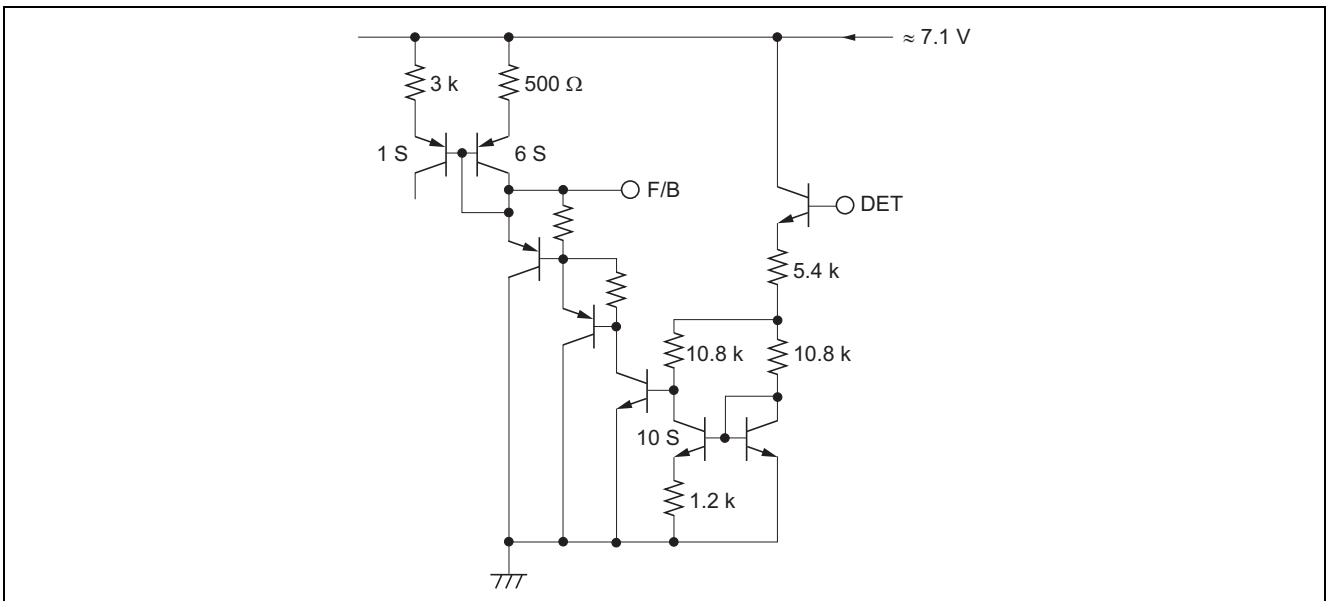 ≈ 7.1 V
3 k
500 Ω
1 S
6 S
F/B
DET
5.4 k
10.8 k
10.8 k
10 S
1.2 k